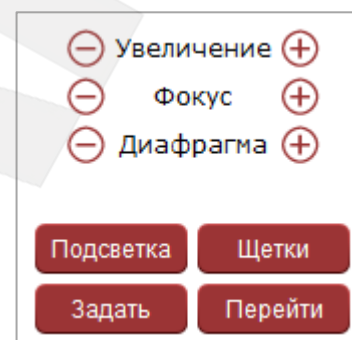 Увеличение
Фокус
Диафрагма
Подсветка Щетки
Задать Перейти